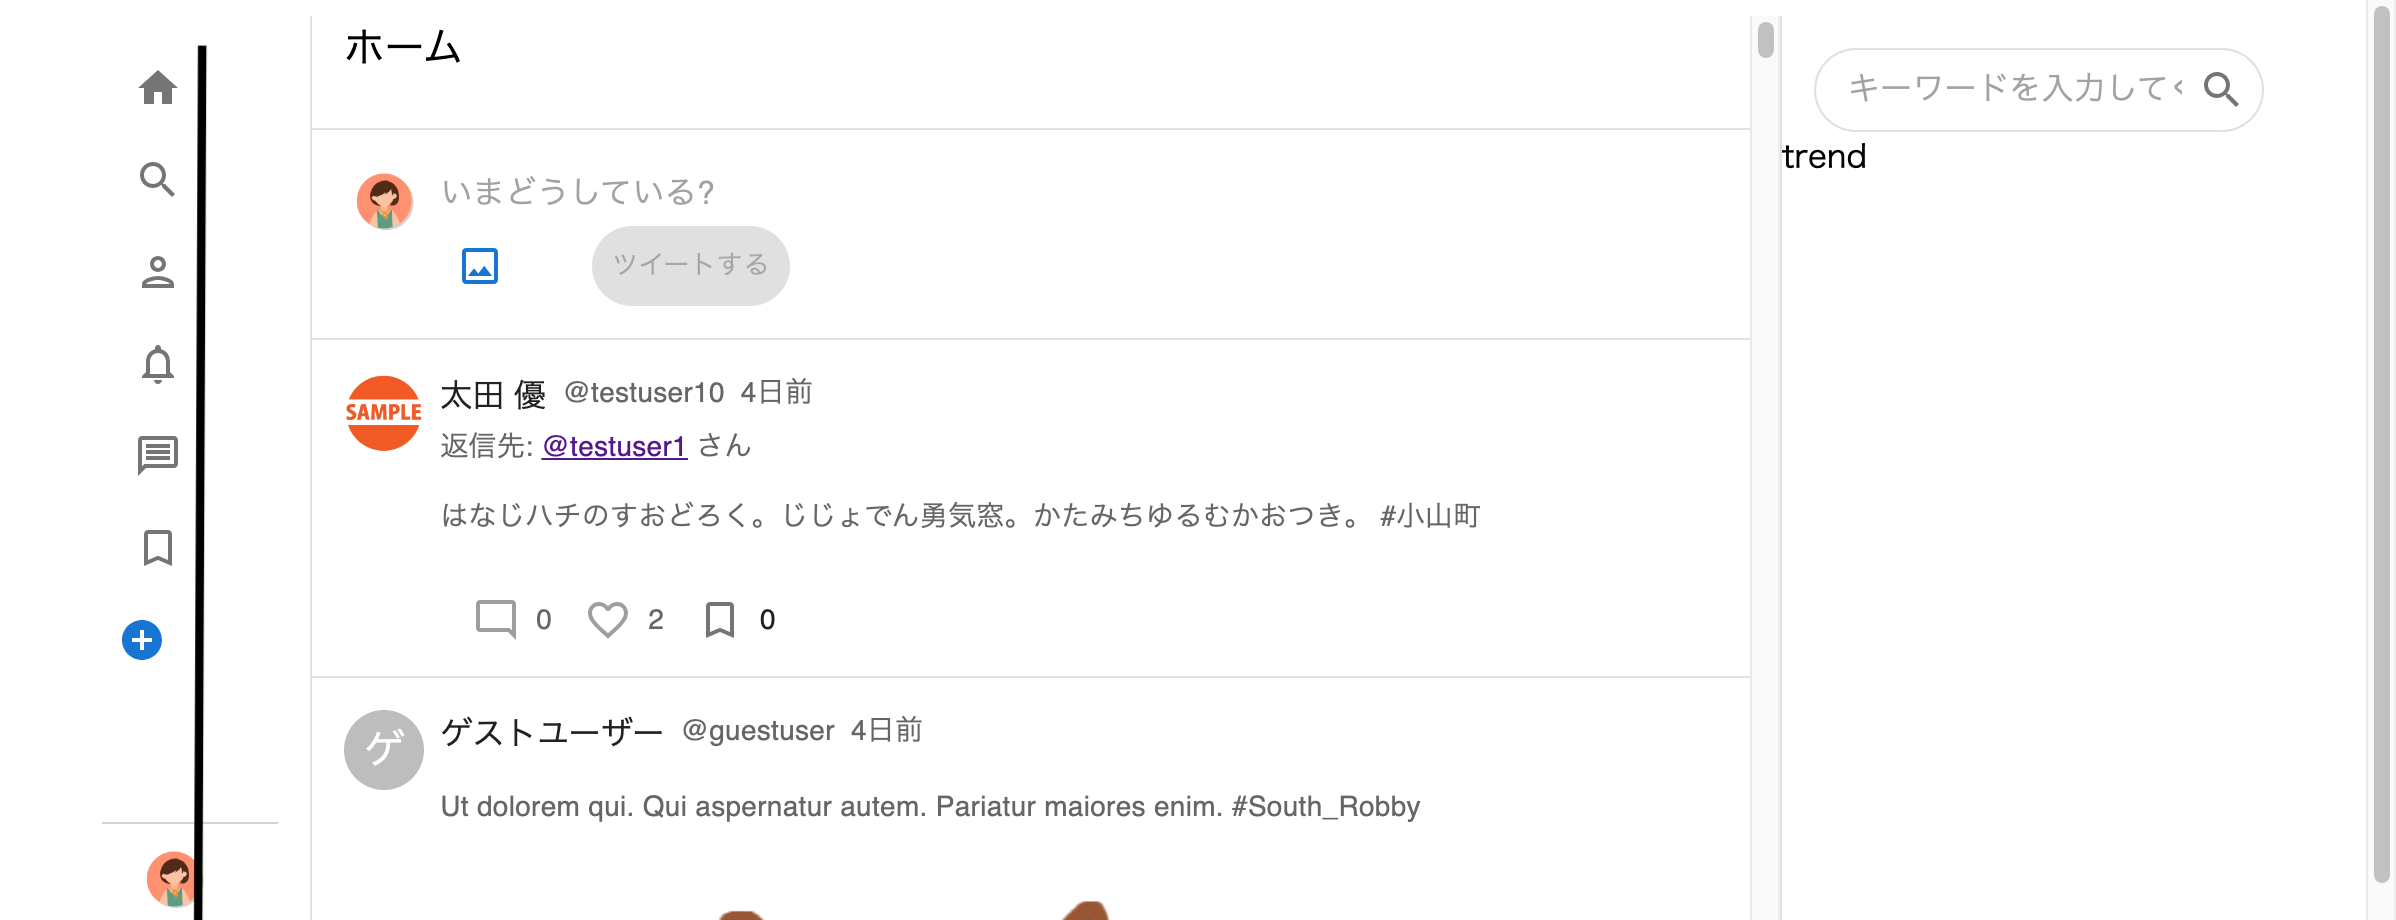 ホーム
キーワードを入力して
trend
いまどうしている?
ツイートする
SAMPLE
太田 優 @testuser10 4日前
返信先: @testuser1 さん
はなじハチのすおどろく。じじょでん勇気窓。かたみちゆるむかおつき。 #小山町
0 2 0
ゲ
ゲストユーザー @guestuser 4日前
Ut dolorem qui. Qui aspernatur autem. Pariatur maiores enim. #South_Robby